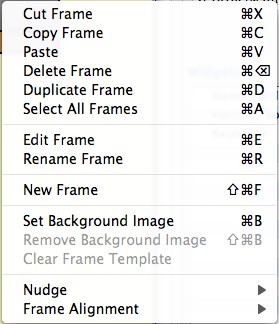 Cut Frame ⌘X
Copy Frame ⌘C
Paste ⌘V
Delete Frame ⌘⌫
Duplicate Frame ⌘D
Select All Frames ⌘A
Edit Frame ⌘E
Rename Frame ⌘R
New Frame ⇧⌘F
Set Background Image ⌘B
Remove Background Image ⇧⌘B
Clear Frame Template
Nudge ▶
Frame Alignment ▶